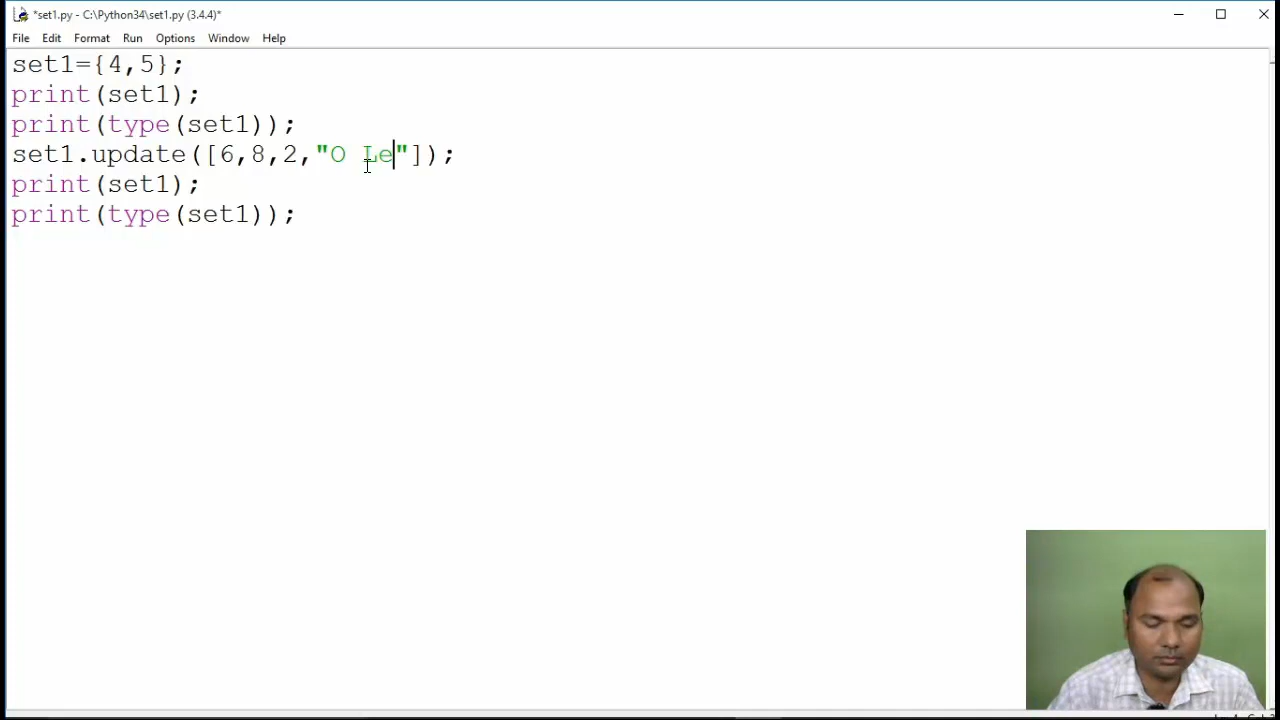 *set1.py - C:\Python34\set1.py (3.4.4)*
File Edit Format Run Options Window Help
set1={4,5};
print(set1);
print(type(set1));
set1.update([6,8,2,"O Le"]);
print(set1);
print(type(set1));